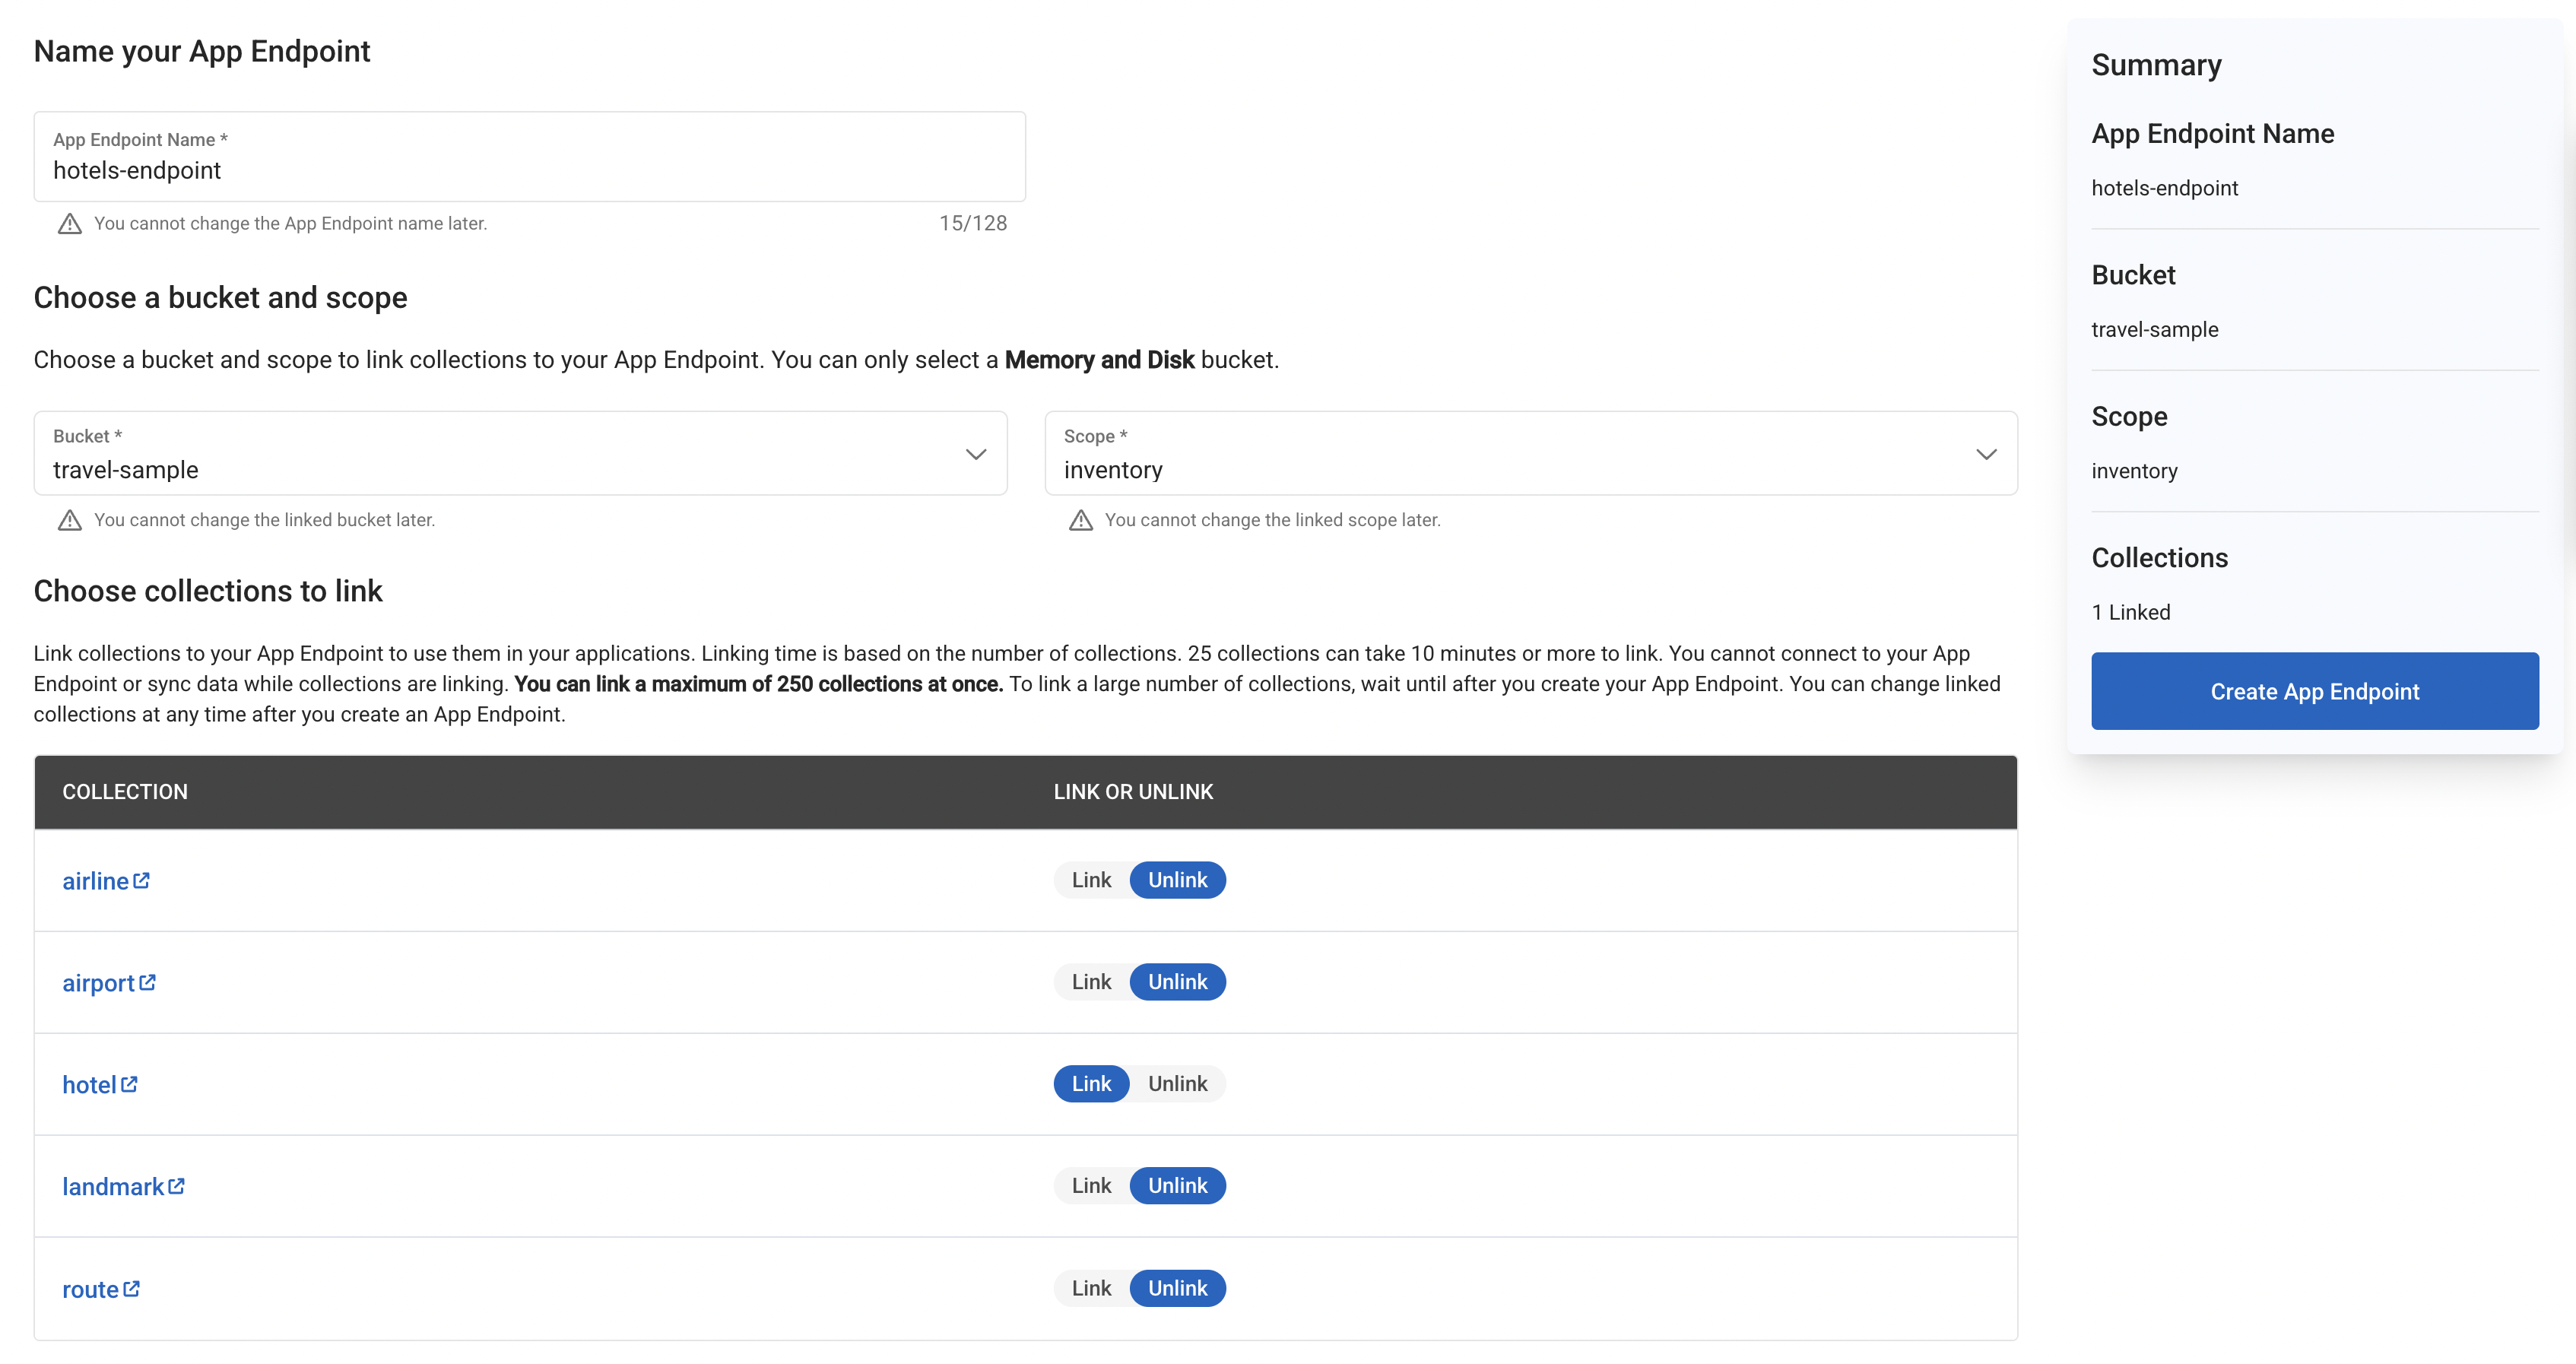 Name your App Endpoint
App Endpoint Name *
hotels-endpoint
You cannot change the App Endpoint name later.
15/128
Choose a bucket and scope
Choose a bucket and scope to link collections to your App Endpoint. You can only select a Memory and Disk bucket.
Bucket *
travel-sample
You cannot change the linked bucket later.
Scope *
inventory
You cannot change the linked scope later.
Choose collections to link
Link collections to your App Endpoint to use them in your applications. Linking time is based on the number of collections. 25 collections can take 10 minutes or more to link. You cannot connect to your App
Endpoint or sync data while collections are linking. You can link a maximum of 250 collections at once. To link a large number of collections, wait until after you create your App Endpoint. You can change linked
collections at any time after you create an App Endpoint.
COLLECTION LINK OR UNLINK
airline Link Unlink
airport Link Unlink
hotel Link Unlink
landmark Link Unlink
route Link Unlink
Summary
App Endpoint Name
hotels-endpoint
Bucket
travel-sample
Scope
inventory
Collections
1 Linked
Create App Endpoint